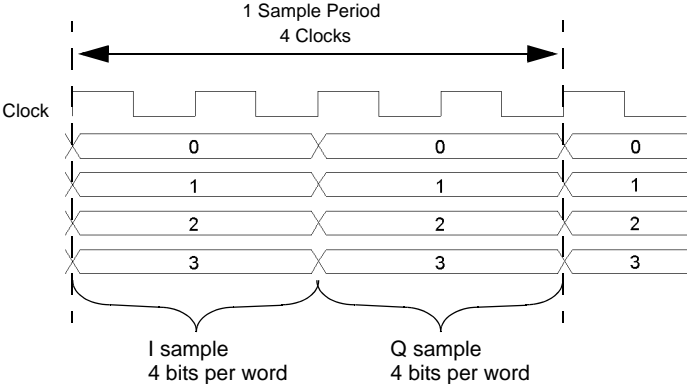 1 Sample Period
4 Clocks
Clock
0 0 0
1 1 1
2 2 2
3 3 3
I sample
4 bits per word
Q sample
4 bits per word